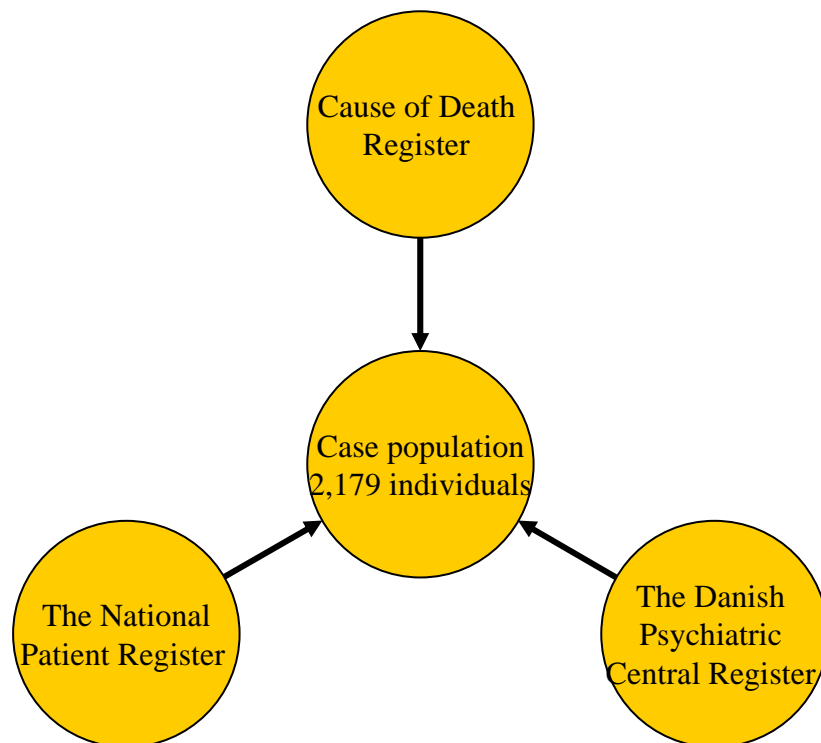 Cause of Death
Register
Case population
2,179 individuals
The National
Patient Register
The Danish
Psychiatric
Central Register